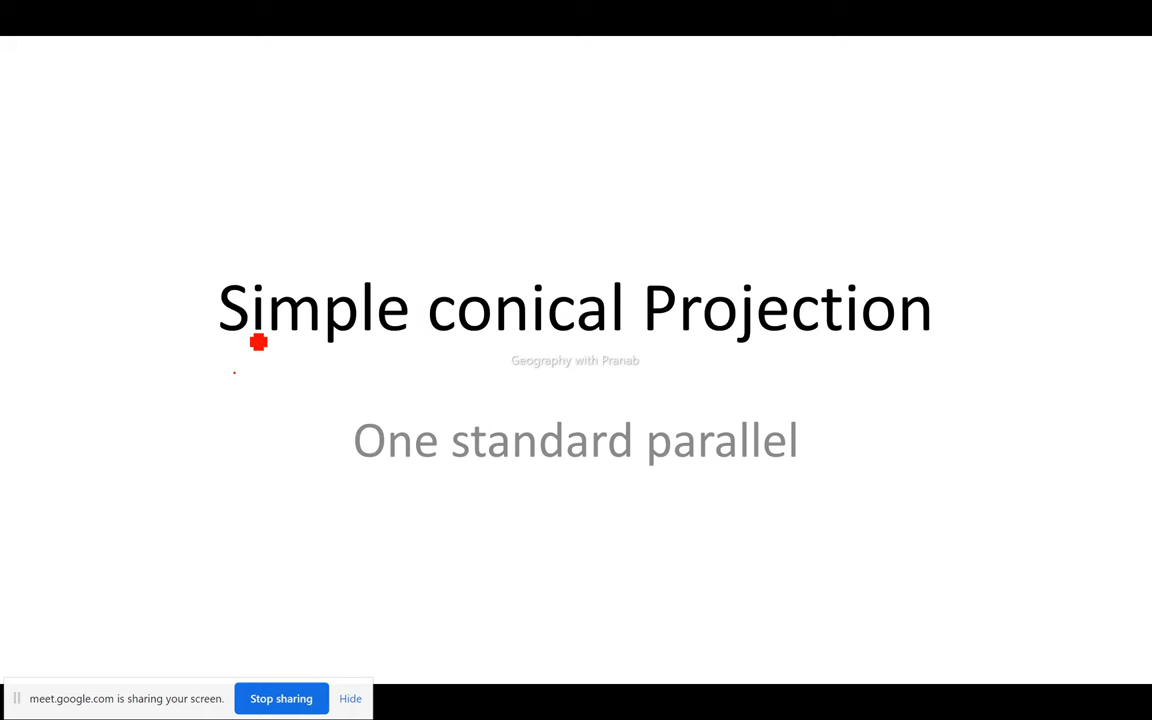 Simple conical Projection
Geography with Pranab
One standard parallel
meet.google.com is sharing your screen.
Stop sharing
Hide